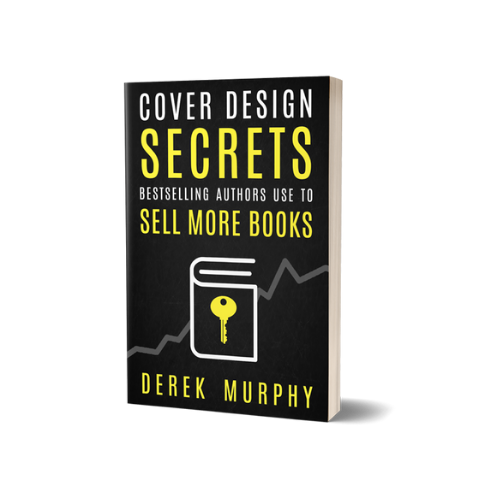 COVER DESIGN
SECRETS
BESTSELLING AUTHORS USE TO
SELL MORE BOOKS
DEREK MURPHY